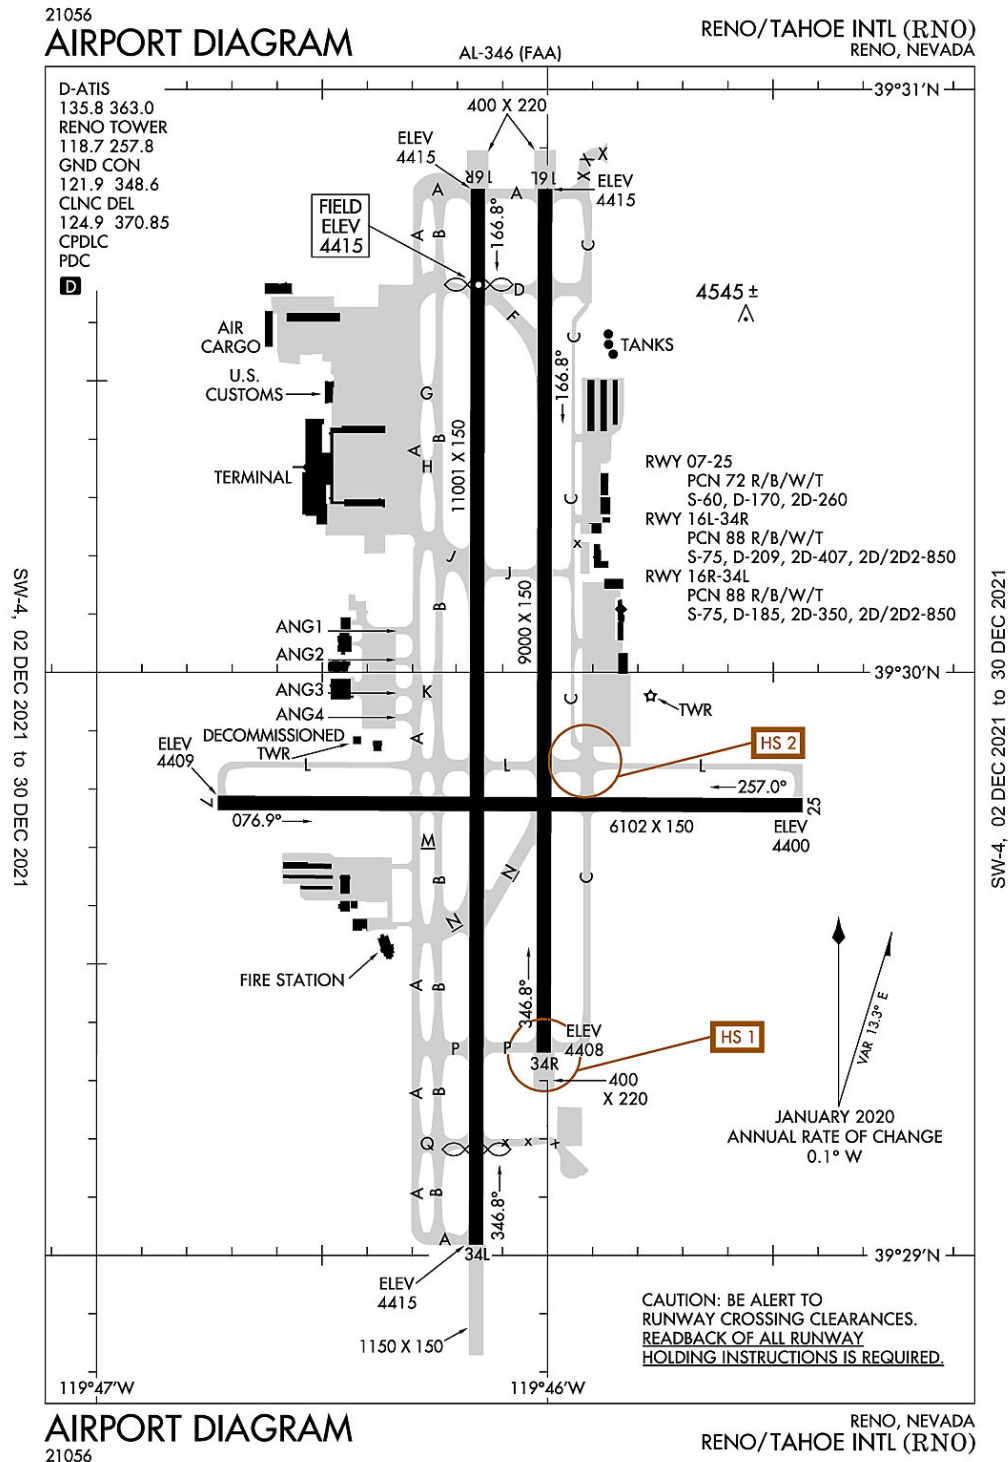 21056
AIRPORT DIAGRAM
AL-346 (FAA)
RENO/TAHOE INTL (RNO)
RENO, NEVADA
D-ATIS
135.8 363.0
RENO TOWER
118.7 257.8
GND CON
121.9 348.6
CLNC DEL
124.9 370.85
CPDLC
PDC
D
39°31'N
400 X 220
ELEV
4415
16R
16L
ELEV
4415
X
X
X
A
A
FIELD
ELEV
4415
A
B
166.8°
C
D
F
4545 ±
AIR
CARGO
C
TANKS
U.S.
CUSTOMS
166.8°
G
A
B
H
11001 X 150
TERMINAL
C
RWY 07-25
PCN 72 R/B/W/T
S-60, D-170, 2D-260
RWY 16L-34R
PCN 88 R/B/W/T
S-75, D-209, 2D-407, 2D/2D2-850
RWY 16R-34L
PCN 88 R/B/W/T
S-75, D-185, 2D-350, 2D/2D2-850
X
J
J
B
9000 X 150
ANG1
ANG2
ANG3
ANG4
K
C
39°30'N
TWR
DECOMMISSIONED
TWR
A
HS 2
ELEV
4409
L
L
L
257.0°
7
25
076.9°
6102 X 150
ELEV
4400
M
B
N
C
N
FIRE STATION
A
B
346.8°
VAR 13.3° E
HS 1
P
P
ELEV
4408
34R
400
X 220
A
B
JANUARY 2020
ANNUAL RATE OF CHANGE
0.1° W
Q
X
X
X
A
B
346.8°
A
34L
39°29'N
ELEV
4415
1150 X 150
CAUTION: BE ALERT TO
RUNWAY CROSSING CLEARANCES.
READBACK OF ALL RUNWAY
HOLDING INSTRUCTIONS IS REQUIRED.
119°47'W
119°46'W
SW-4, 02 DEC 2021 to 30 DEC 2021
SW-4, 02 DEC 2021 to 30 DEC 2021
AIRPORT DIAGRAM
21056
RENO, NEVADA
RENO/TAHOE INTL (RNO)